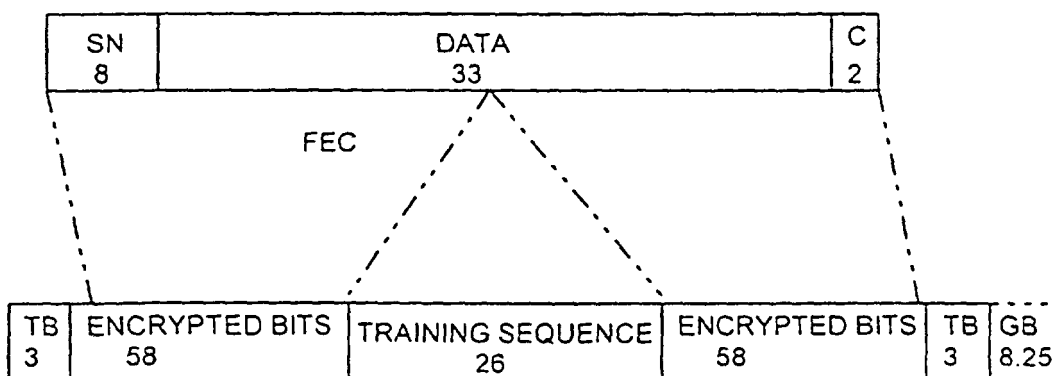 SN DATA C
8 33 2
FEC
TB ENCRYPTED BITS TRAINING SEQUENCE ENCRYPTED BITS TB GB
3 58 26 58 3 8.25